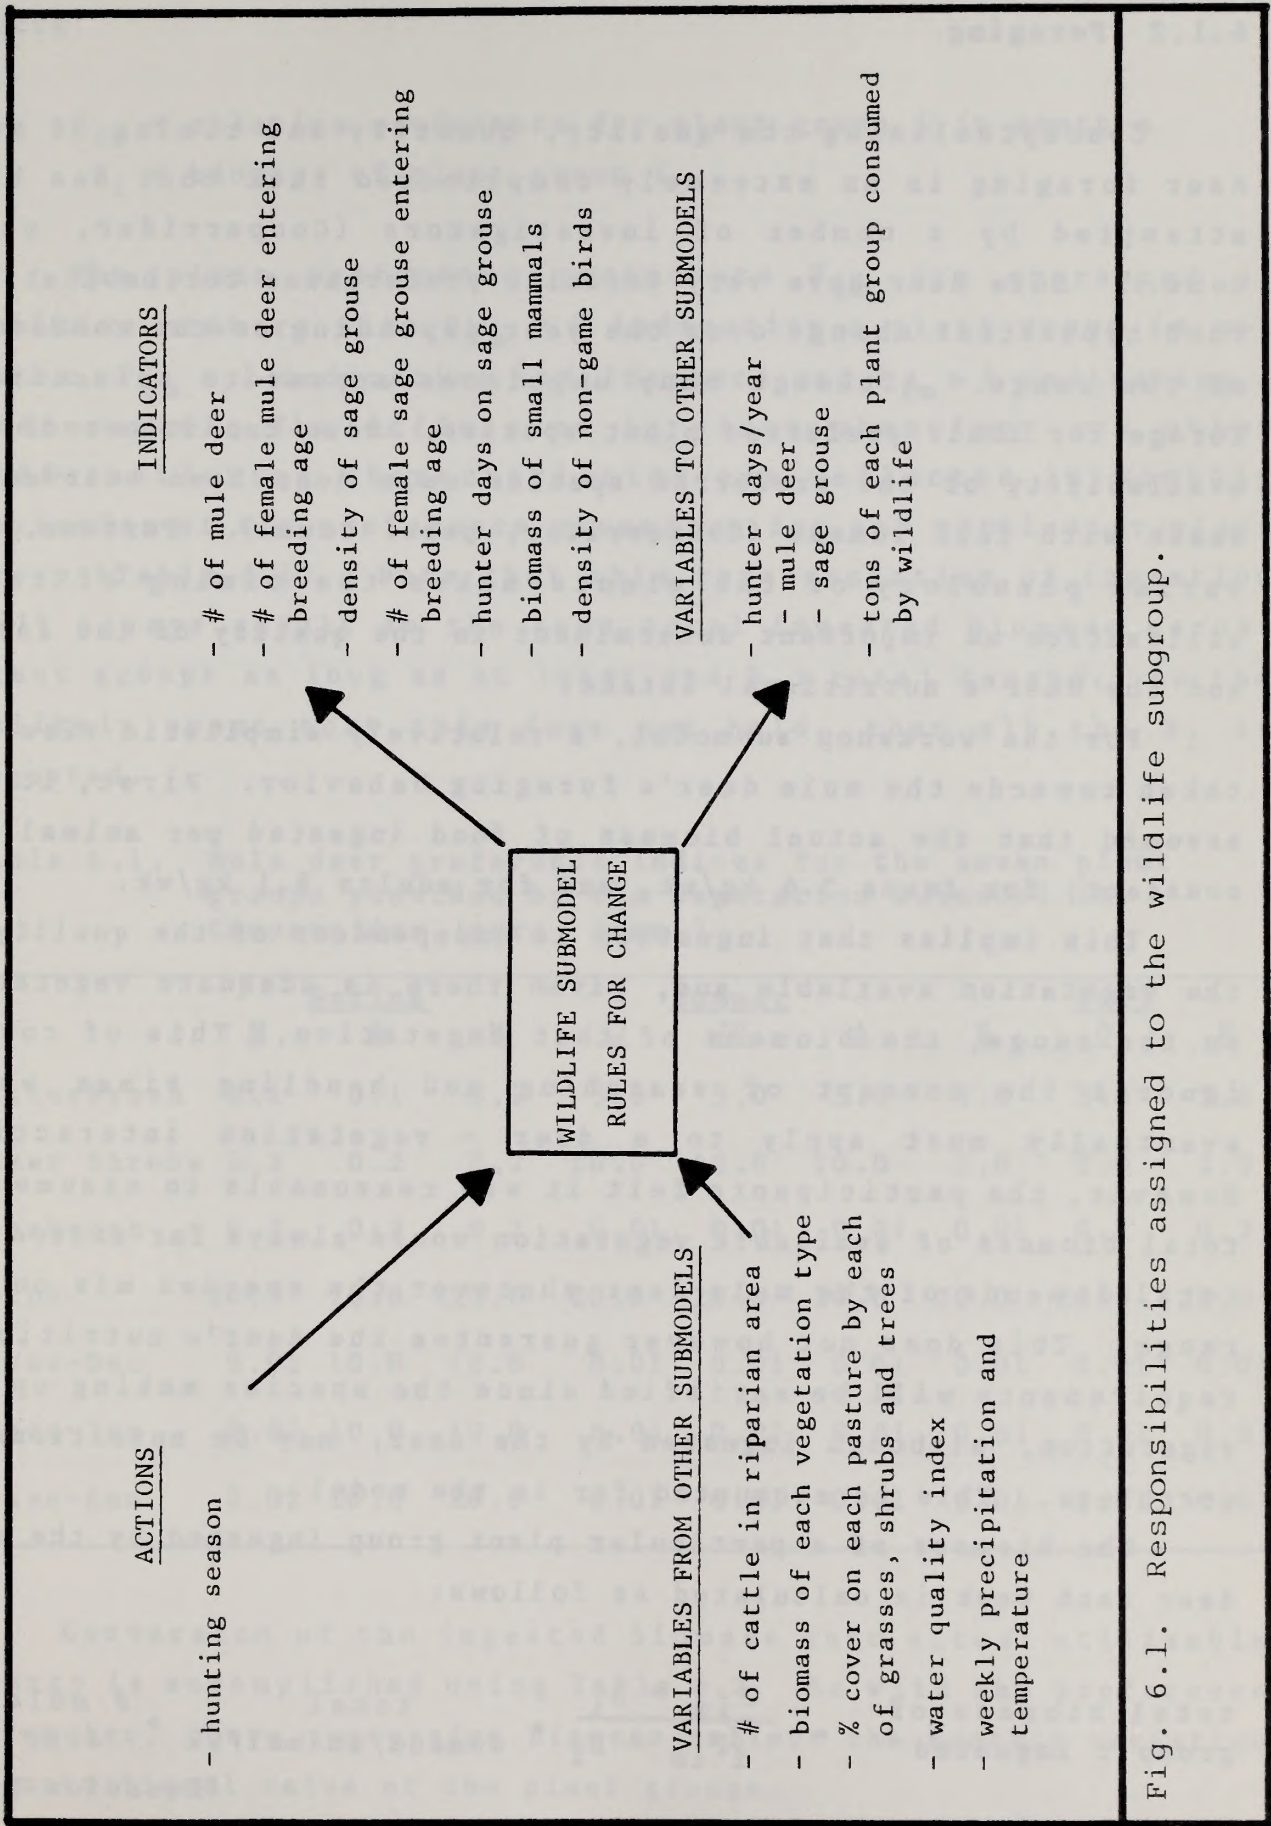 ACTIONS
- hunting season
VARIABLES FROM OTHER SUBMODELS
- # of cattle in riparian area
- biomass of each vegetation type
- % cover on each pasture by each
of grasses, shrubs and trees
- water quality index
- weekly precipitation and
temperature
WILDLIFE SUBMODEL
RULES FOR CHANGE
INDICATORS
- # of mule deer
- # of female mule deer entering
breeding age
- density of sage grouse
- # of female sage grouse entering
breeding age
- hunter days on sage grouse
- biomass of small mammals
- density of non-game birds
VARIABLES TO OTHER SUBMODELS
- hunter days/year
- mule deer
- sage grouse
- tons of each plant group consumed
by wildlife
Fig. 6.1. Responsibilities assigned to the wildlife subgroup.